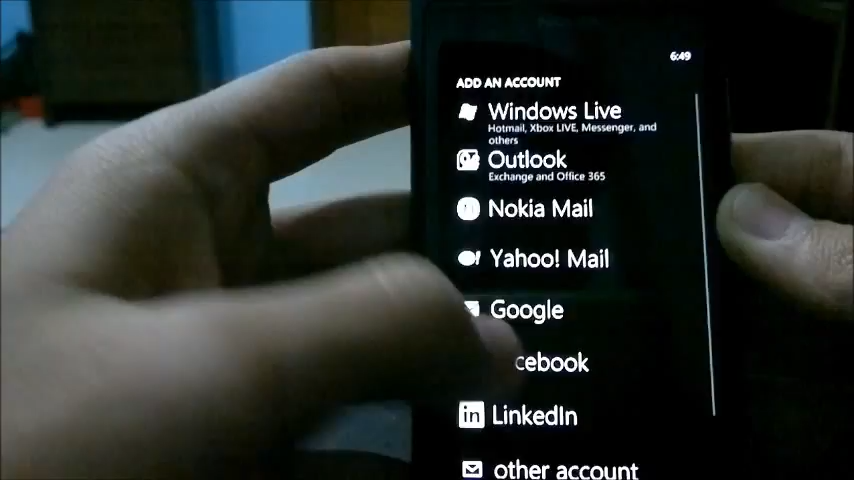 6:49
ADD AN ACCOUNT
Windows Live
Hotmail, Xbox LIVE, Messenger, and
others
Outlook
Exchange and Office 365
Nokia Mail
Yahoo! Mail
Google
cebook
in LinkedIn
other account